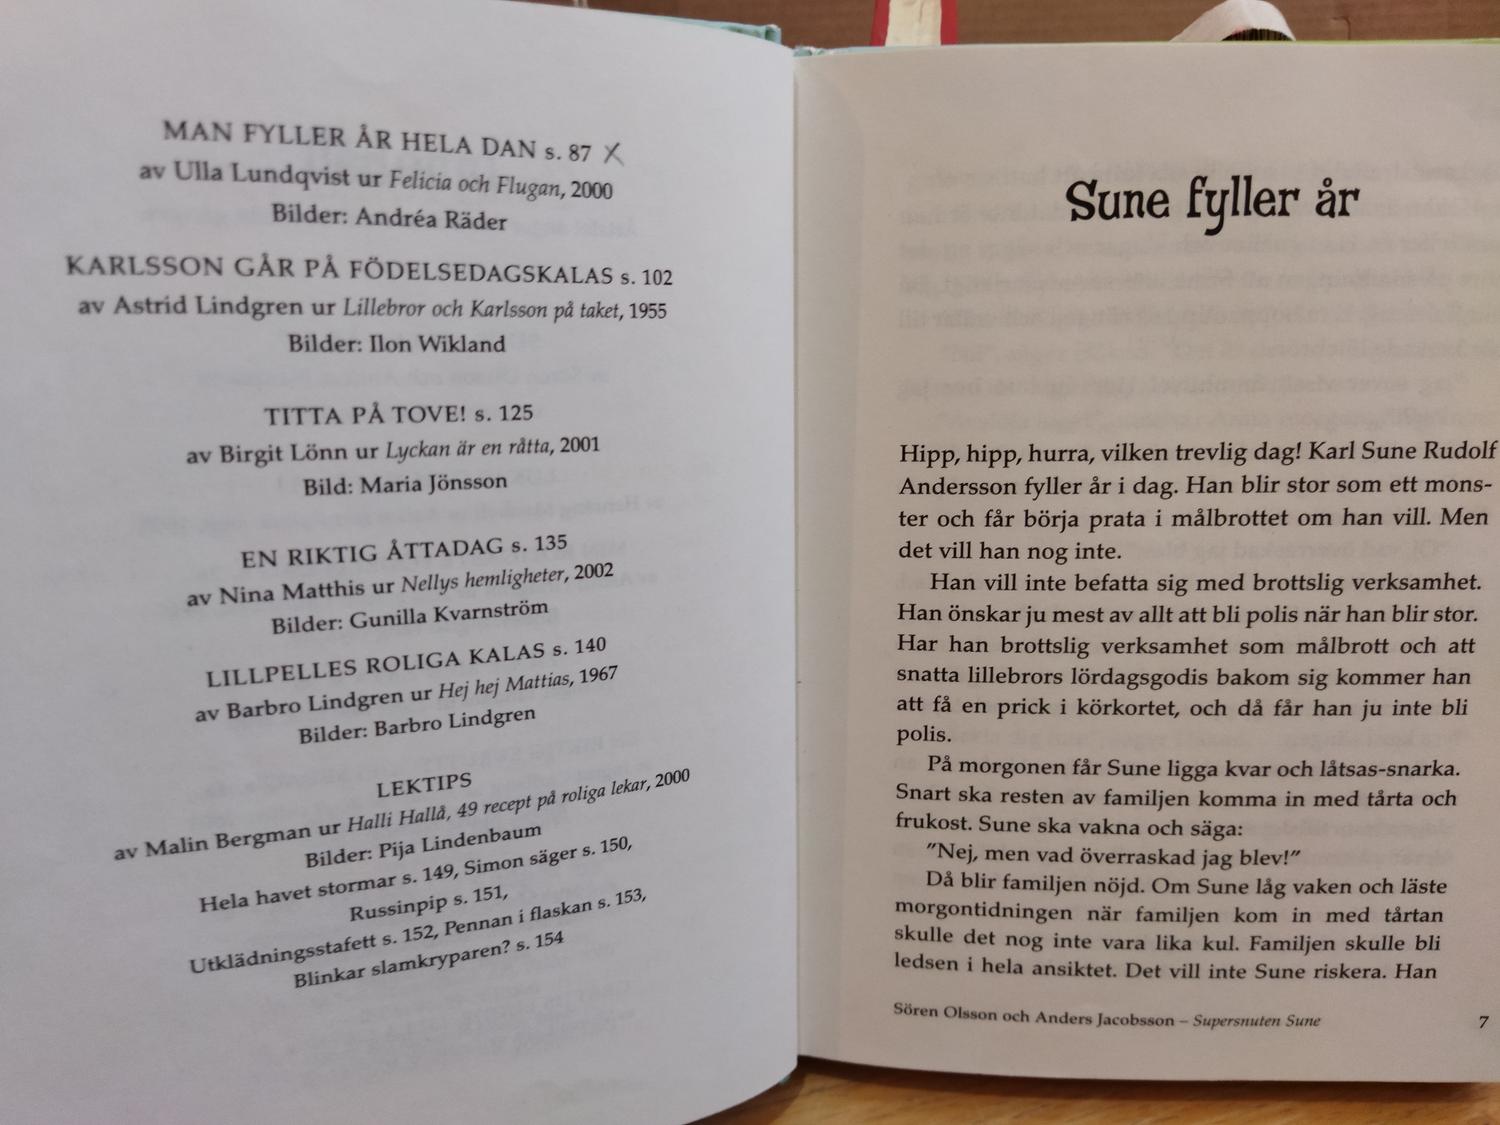 MAN FYLLER ÅR HELA DAN s. 87 X
av Ulla Lundqvist ur Felicia och Flugan, 2000
Bilder: Andréa Räder
KARLSSON GÅR PÅ FÖDELSEDAGSKALAS s. 102
av Astrid Lindgren ur Lillebror och Karlsson på taket, 1955
Bilder: Ilon Wikland
TITTA PÅ TOVE! s. 125
av Birgit Lönn ur Lyckan är en råtta, 2001
Bild: Maria Jönsson
EN RIKTIG ÅTTADAG s. 135
av Nina Matthis ur Nellys hemligheter, 2002
Bilder: Gunilla Kvarnström
LILLPELLES ROLIGA KALAS s. 140
av Barbro Lindgren ur Hej hej Mattias, 1967
Bilder: Barbro Lindgren
LEKTIPS
av Malin Bergman ur Halli Hallå, 49 recept på roliga lekar, 2000
Bilder: Pija Lindenbaum
Hela havet stormar s. 149, Simon säger s. 150,
Russinpip s. 151,
Utklädningsstafett s. 152, Pennan i flaskan s. 153,
Blinkar slamkryparen? s. 154
Sune fyller år
Hipp, hipp, hurra, vilken trevlig dag! Karl Sune Rudolf
Andersson fyller år i dag. Han blir stor som ett mons-
ter och får börja prata i målbrottet om han vill. Men
det vill han nog inte.
Han vill inte befatta sig med brottslig verksamhet.
Han önskar ju mest av allt att bli polis när han blir stor.
Har han brottslig verksamhet som målbrott och att
snatta lillebrors lördagsgodis bakom sig kommer han
att få en prick i körkortet, och då får han ju inte bli
polis.
På morgonen får Sune ligga kvar och låtsas-snarka.
Snart ska resten av familjen komma in med tårta och
frukost. Sune ska vakna och säga:
”Nej, men vad överraskad jag blev!”
Då blir familjen nöjd. Om Sune låg vaken och läste
morgontidningen när familjen kom in med tårtan
skulle det nog inte vara lika kul. Familjen skulle bli
ledsen i hela ansiktet. Det vill inte Sune riskera. Han
Sören Olsson och Anders Jacobsson – Supersnuten Sune
7